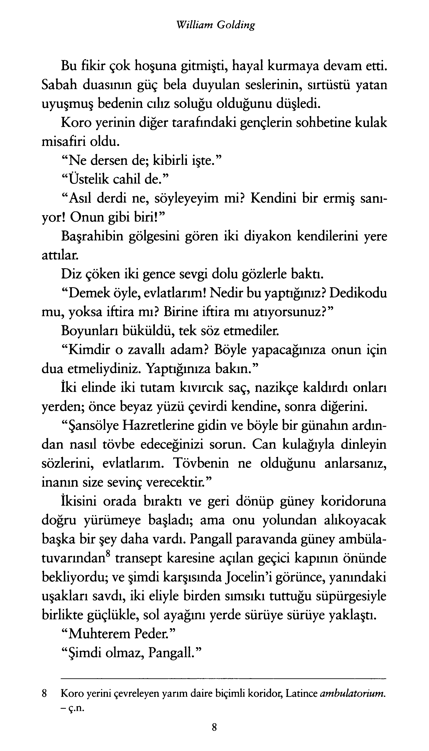 William Golding
Bu fikir çok hoşuna gitmişti, hayal kurmaya devam etti.
Sabah duasının güç bela duyulan seslerinin, sırtüstü yatan
uyuşmuş bedenin cılız soluğu olduğunu düşledi.
Koro yerinin diğer tarafındaki gençlerin sohbetine kulak
misafiri oldu.
“Ne dersen de; kibirli işte.”
“Üstelik cahil de.”
“Asıl derdi ne, söyleyeyim mi? Kendini bir ermiş sanı-
yor! Onun gibi biri!”
Başrahibin gölgesini gören iki diyakon kendilerini yere
attılar.
Diz çöken iki gence sevgi dolu gözlerle baktı.
“Demek öyle, evlatlarım! Nedir bu yaptığınız? Dedikodu
mu, yoksa iftira mı? Birine iftira mı atıyorsunuz?”
Boyunları büküldü, tek söz etmediler.
“Kimdir o zavallı adam? Böyle yapacağınıza onun için
dua etmeliydiniz. Yaptığınıza bakın.”
İki elinde iki tutam kıvırcık saç, nazikçe kaldırdı onları
yerden; önce beyaz yüzü çevirdi kendine, sonra diğerini.
“Şansölye Hazretlerine gidin ve böyle bir günahın ardın-
dan nasıl tövbe edeceğinizi sorun. Can kulağıyla dinleyin
sözlerini, evlatlarım. Tövbenin ne olduğunu anlarsanız,
inanın size sevinç verecektir.”
İkisini orada bıraktı ve geri dönüp güney koridoruna
doğru yürümeye başladı; ama onu yolundan alıkoyacak
başka bir şey daha vardı. Pangall paravanda güney ambüla-
tuvarından⁸ transept karesine açılan geçici kapının önünde
bekliyordu; ve şimdi karşısında Jocelin’i görünce, yanındaki
uşakları savdı, iki eliyle birden sımsıkı tuttuğu süpürgesiyle
birlikte güçlükle, sol ayağını yerde sürüye sürüye yaklaştı.
“Muhterem Peder.”
“Şimdi olmaz, Pangall.”
8 Koro yerini çevreleyen yarım daire biçimli koridor, Latince ambulatorium.
– ç.n.
8